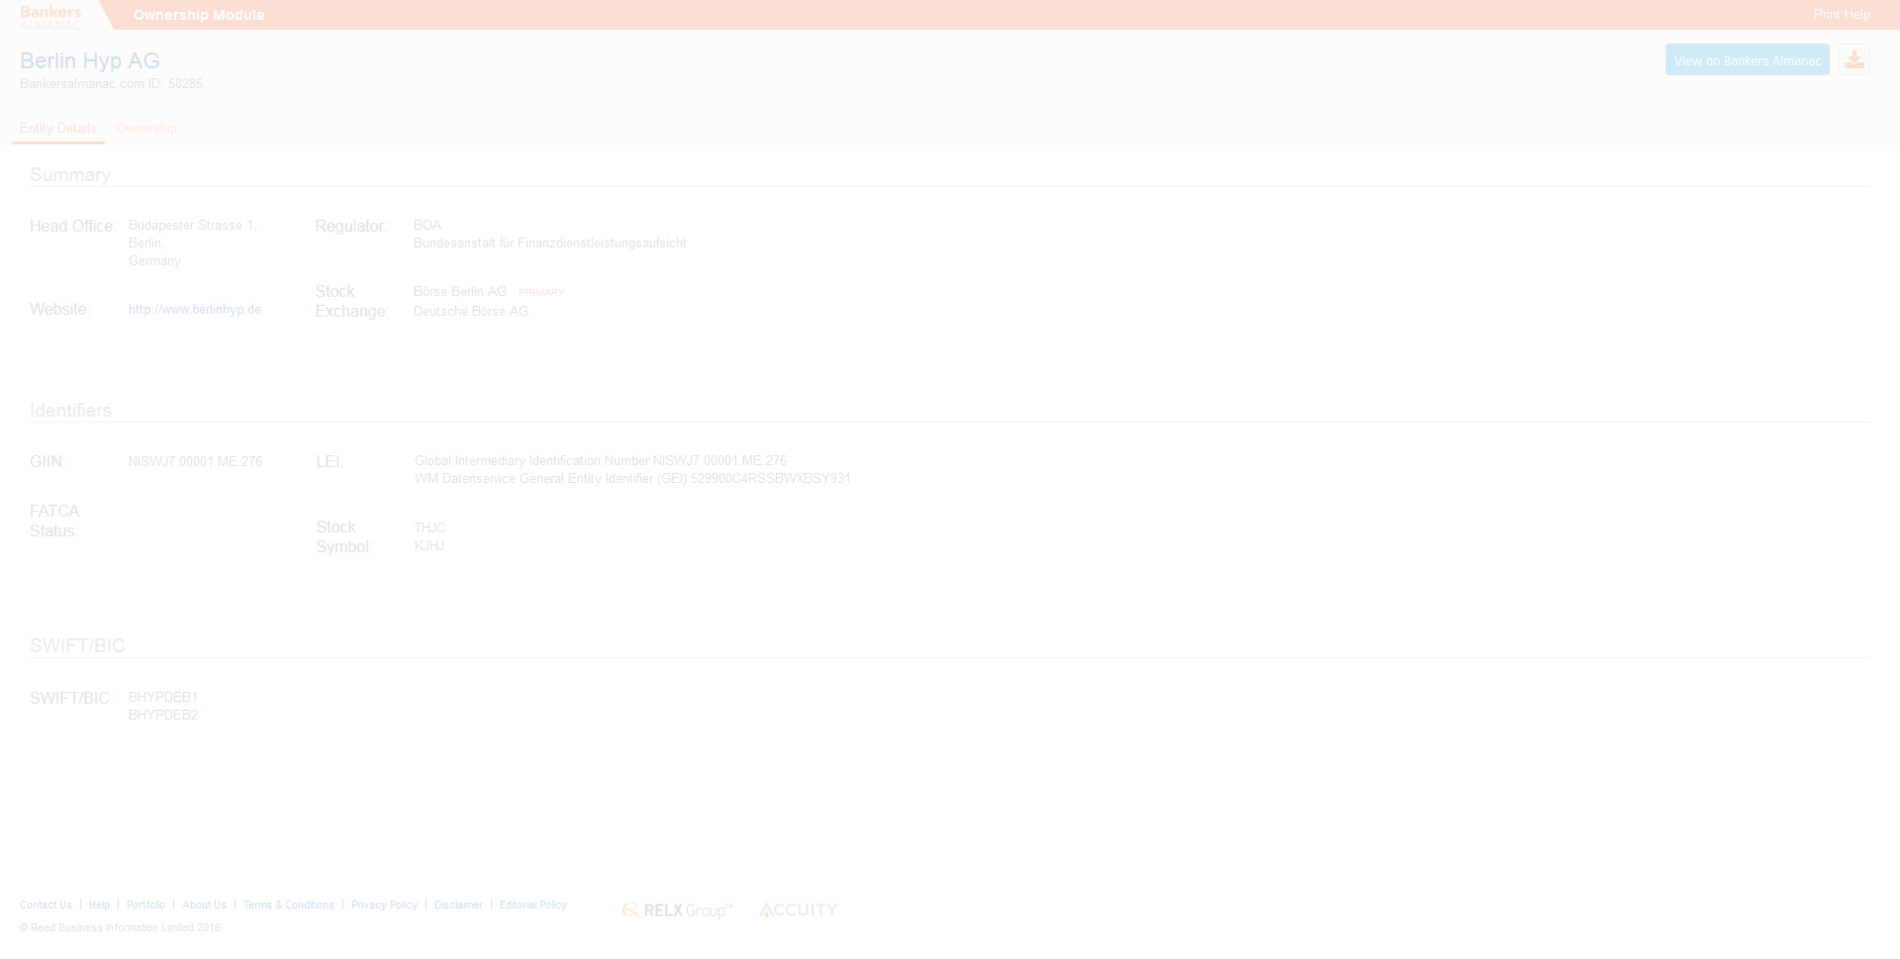 Bankers ALMANAC
Ownership Module
Print Help
Berlin Hyp AG
Bankersalmanac.com ID: 58285
View on Bankers Almanac
Entity Details Ownership
Summary
Head Office: Budapester Strasse 1,
Berlin,
Germany
Regulator: BOA
Bundesanstalt für Finanzdienstleistungsaufsicht
Website: http://www.berlinhyp.de
Stock Exchange: Börse Berlin AG PRIMARY
Deutsche Börse AG
Identifiers
GIIN: NISWJ7.00001.ME.276
LEI: Global Intermediary Identification Number NISWJ7.00001.ME.276
WM Datenservice General Entity Identifier (GEI) 529900C4RSSBWXBSY931
FATCA
Status:
Stock Symbol: THJC
KJHJ
SWIFT/BIC
SWIFT/BIC: BHYPDEB1
BHYPDEB2
Contact Us | Help | Portfolio | About Us | Terms & Conditions | Privacy Policy | Disclaimer | Editorial Policy
RELX Group™ ACCUITY
© Reed Business Information Limited 2016